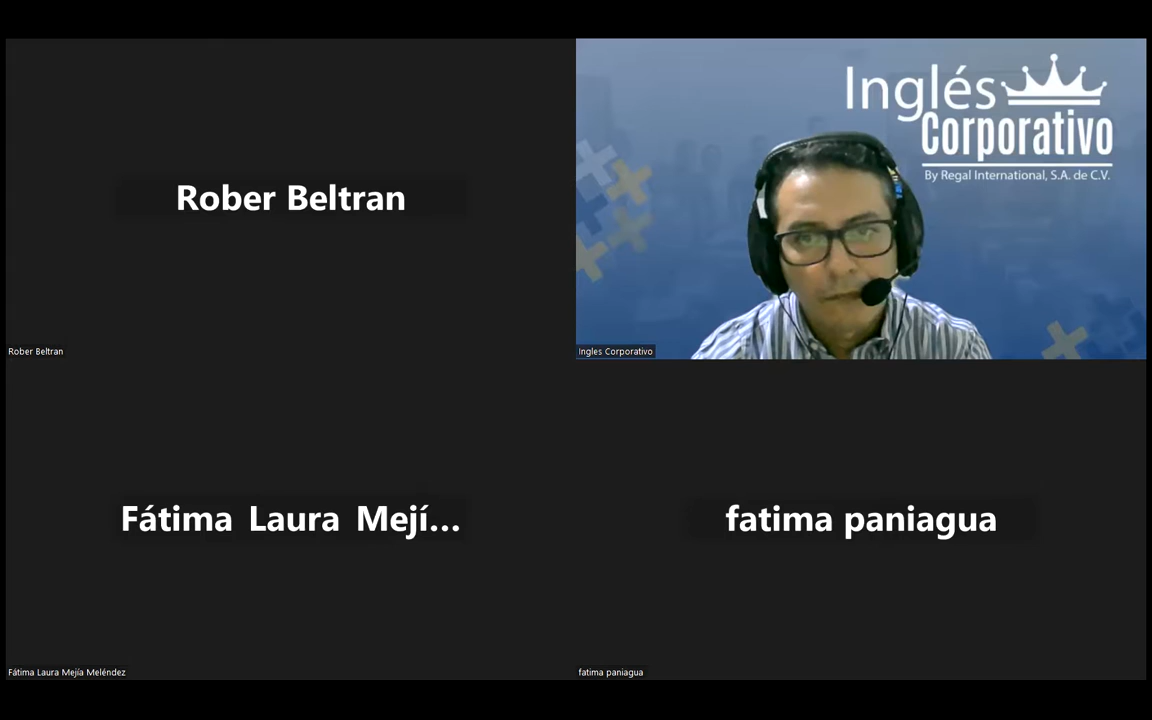 Rober Beltran
Rober Beltran
Inglés
Corporativo
By Regal International, S.A. de C.V.
Ingles Corporativo
Fátima Laura Mejí...
Fátima Laura Mejía Meléndez
fatima paniagua
fatima paniagua